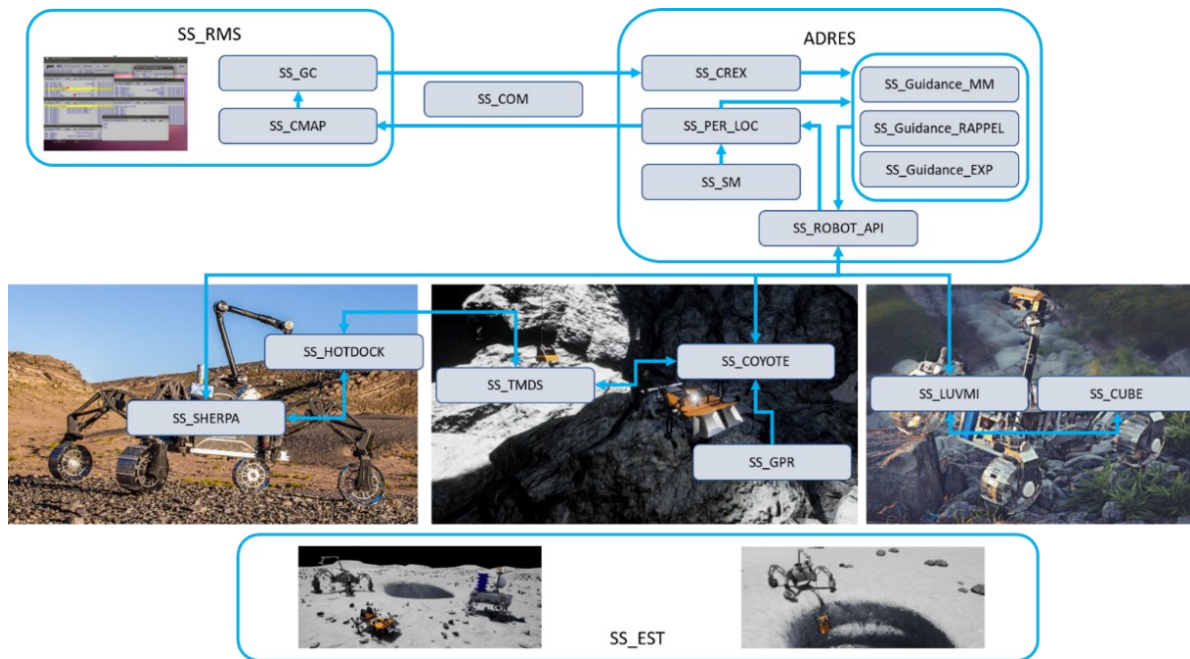 SS_RMS
ADRES
SS_GC
SS_CREX
SS_Guidance_MM
SS_COM
SS_CMAP
SS_PER_LOC
SS_Guidance_RAPPEL
SS_SM
SS_Guidance_EXP
SS_ROBOT_API
SS_HOTDOCK
SS_COYOTE
SS_TMDS
SS_LUVMI
SS_CUBE
SS_SHERPA
SS_GPR
SS_EST